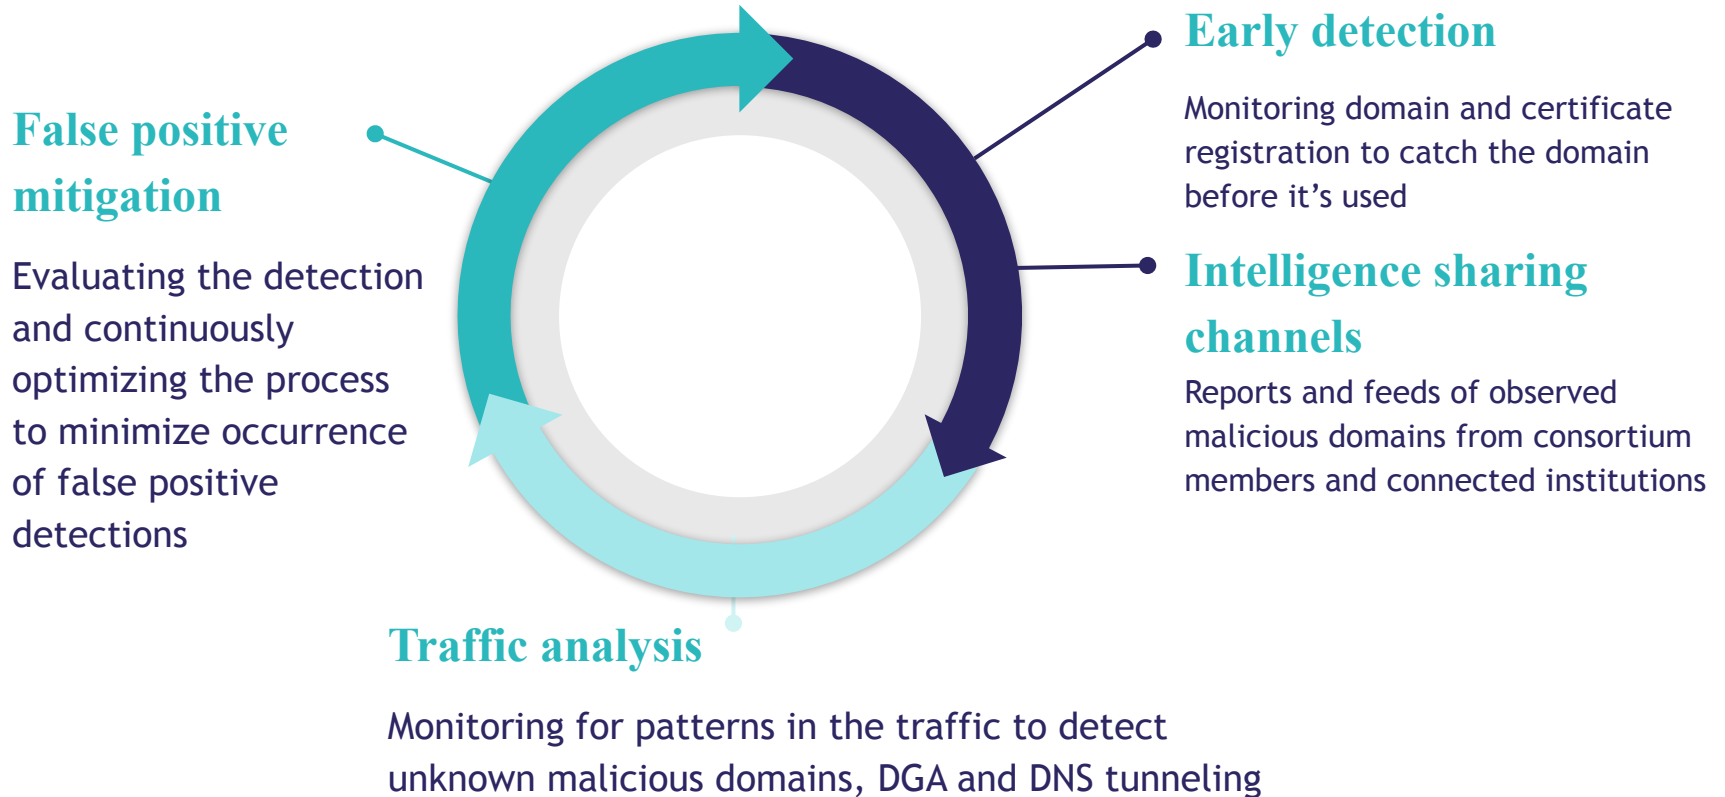 Early detection
Monitoring domain and certificate
registration to catch the domain
before it’s used
Intelligence sharing
channels
Reports and feeds of observed
malicious domains from consortium
members and connected institutions
Traffic analysis
Monitoring for patterns in the traffic to detect
unknown malicious domains, DGA and DNS tunneling
False positive
mitigation
Evaluating the detection
and continuously
optimizing the process
to minimize occurrence
of false positive
detections